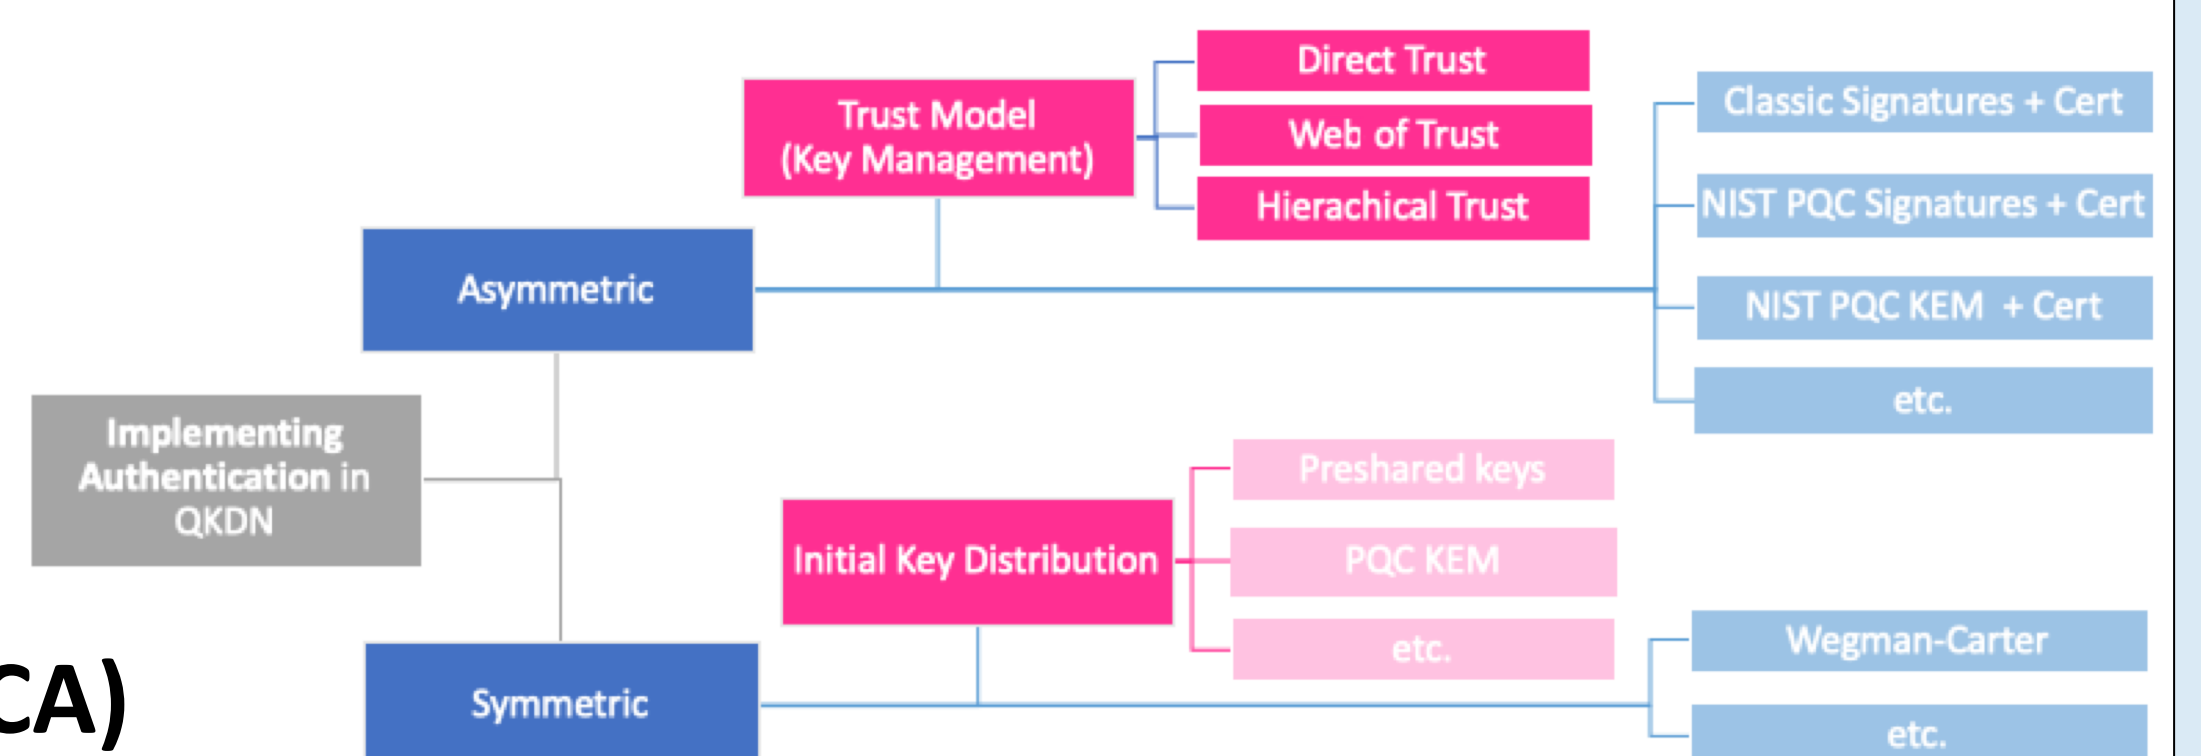 Direct Trust
Trust Model
(Key Management)
Web of Trust
Hierachical Trust
Classic Signatures + Cert
NIST PQC Signatures + Cert
NIST PQC KEM + Cert
etc.
Asymmetric
Implementing
Authentication in
QKDN
Preshared keys
Initial Key Distribution
PQC KEM
etc.
Symmetric
Wegman-Carter
etc.
CA)